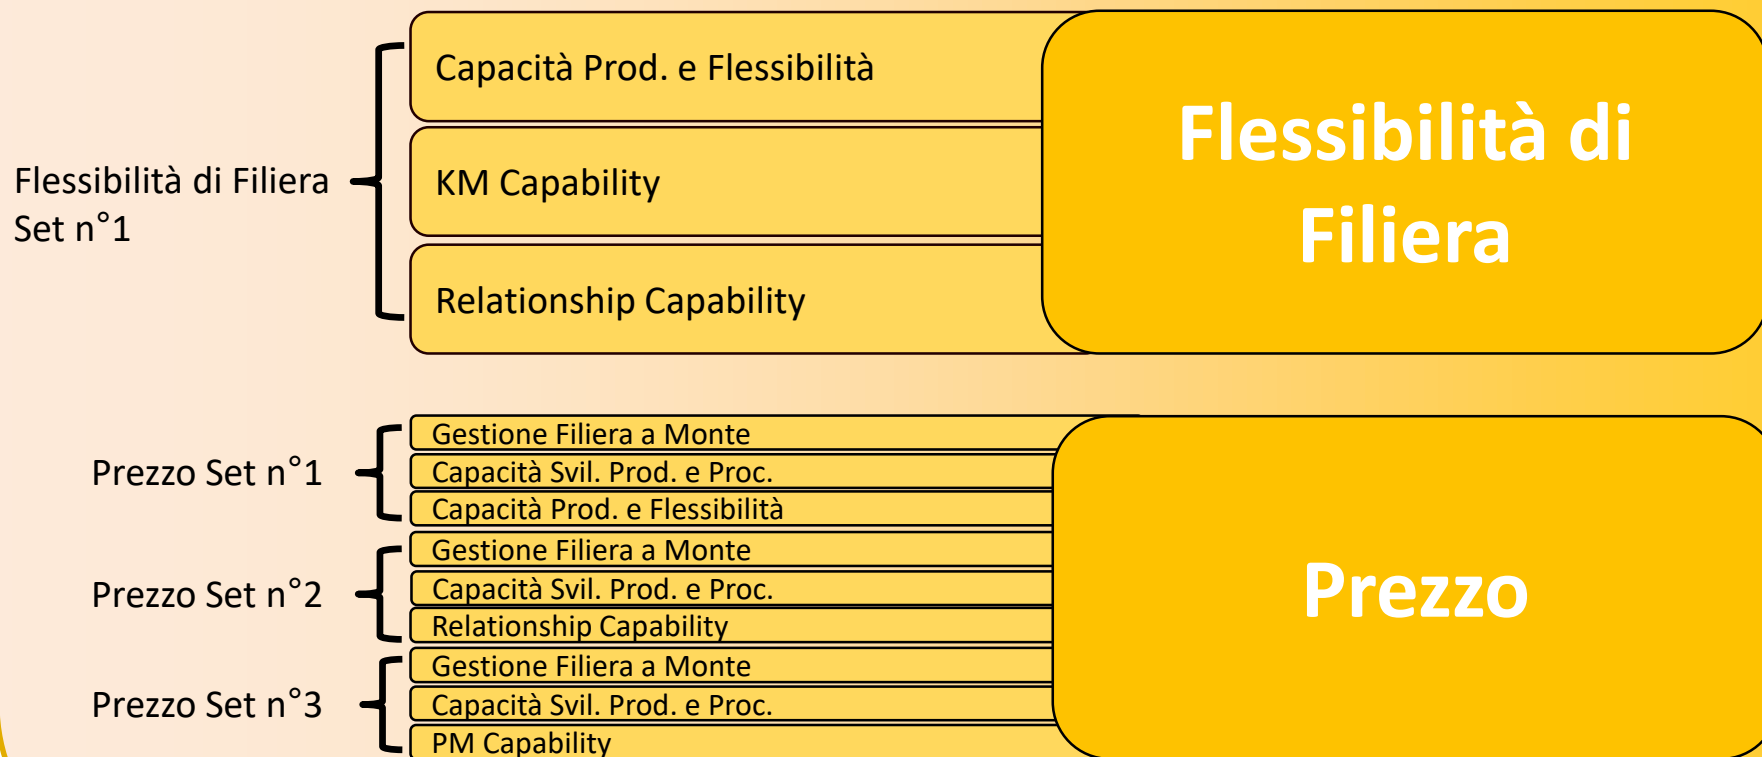 Flessibilità di Filiera
Set n°1
Capacità Prod. e Flessibilità
KM Capability
Relationship Capability
Flessibilità di
Filiera
Prezzo Set n°1
Gestione Filiera a Monte
Capacità Svil. Prod. e Proc.
Capacità Prod. e Flessibilità
Prezzo Set n°2
Gestione Filiera a Monte
Capacità Svil. Prod. e Proc.
Relationship Capability
Prezzo Set n°3
Gestione Filiera a Monte
Capacità Svil. Prod. e Proc.
PM Capability
Prezzo